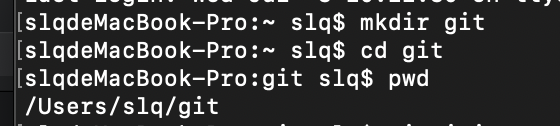 [slqdeMacBook-Pro:~ slq$ mkdir git
[slqdeMacBook-Pro:~ slq$ cd git
[slqdeMacBook-Pro:git slq$ pwd
/Users/slq/git